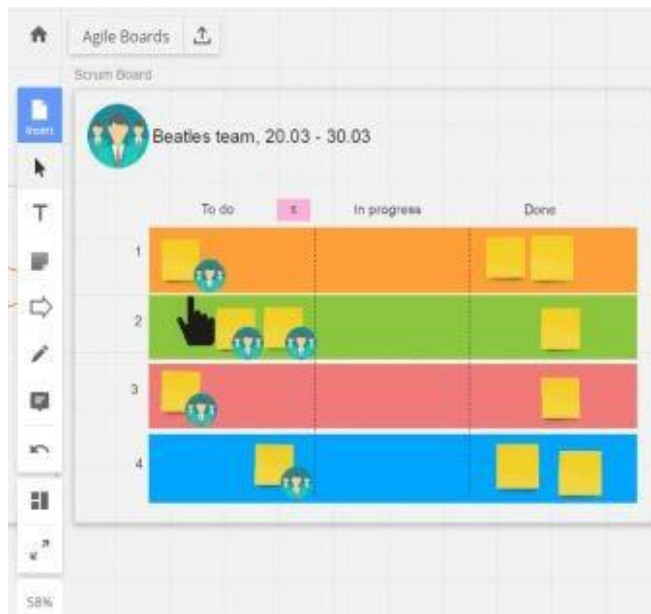 Agile Boards
Scrum Board
Insert
Beatles team, 20.03 - 30.03
To do
In progress
Done
1
2
3
4
58%